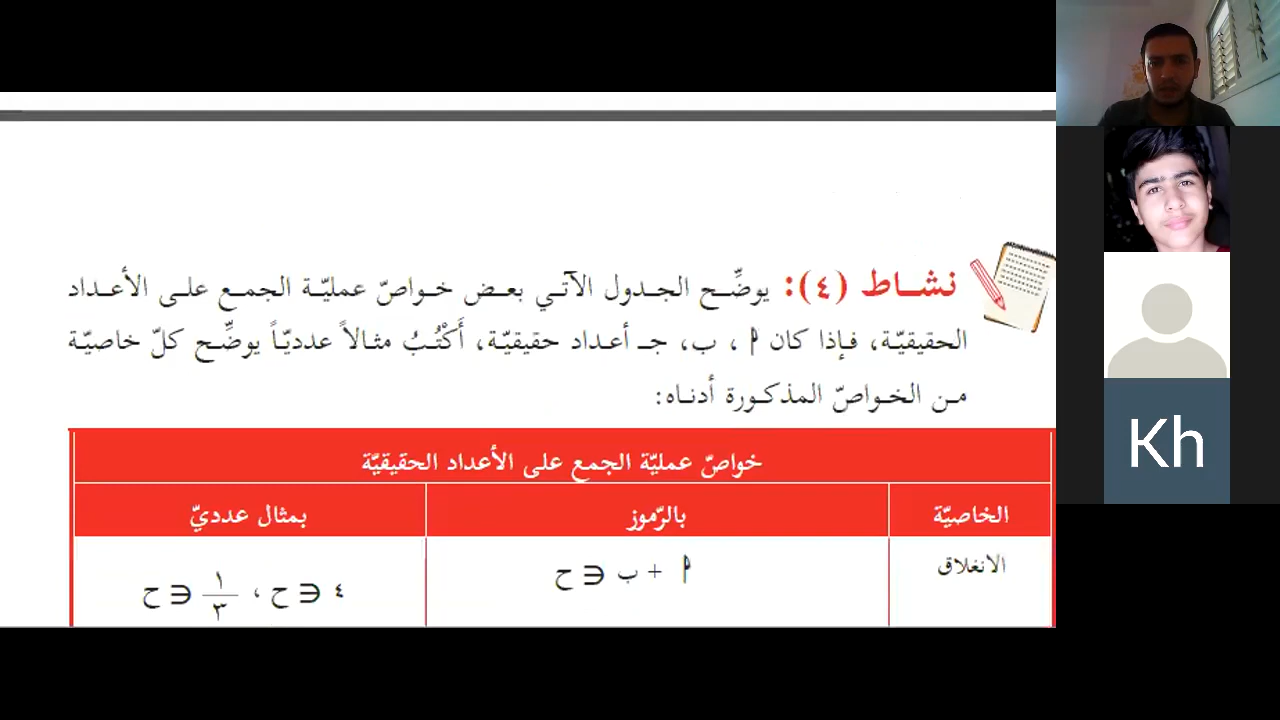 نشاط (٤): يوضِّح الجدول الآتي بعض خواصّ عمليّة الجمع على الأعداد
الحقيقيّة، فإذا كان أ ، ب، جـ أعداد حقيقيّة، أَكْتُبُ مثالاً عدديّاً يوضِّح كلّ خاصيّة
من الخواصّ المذكورة أدناه:
خواصّ عمليّة الجمع على الأعداد الحقيقيّة
الخاصيّة بالرّموز بمثال عدديّ
الانغلاق أ + ب ∋ ح ٤ ∋ ح ، ١/٣ ∋ ح
Kh